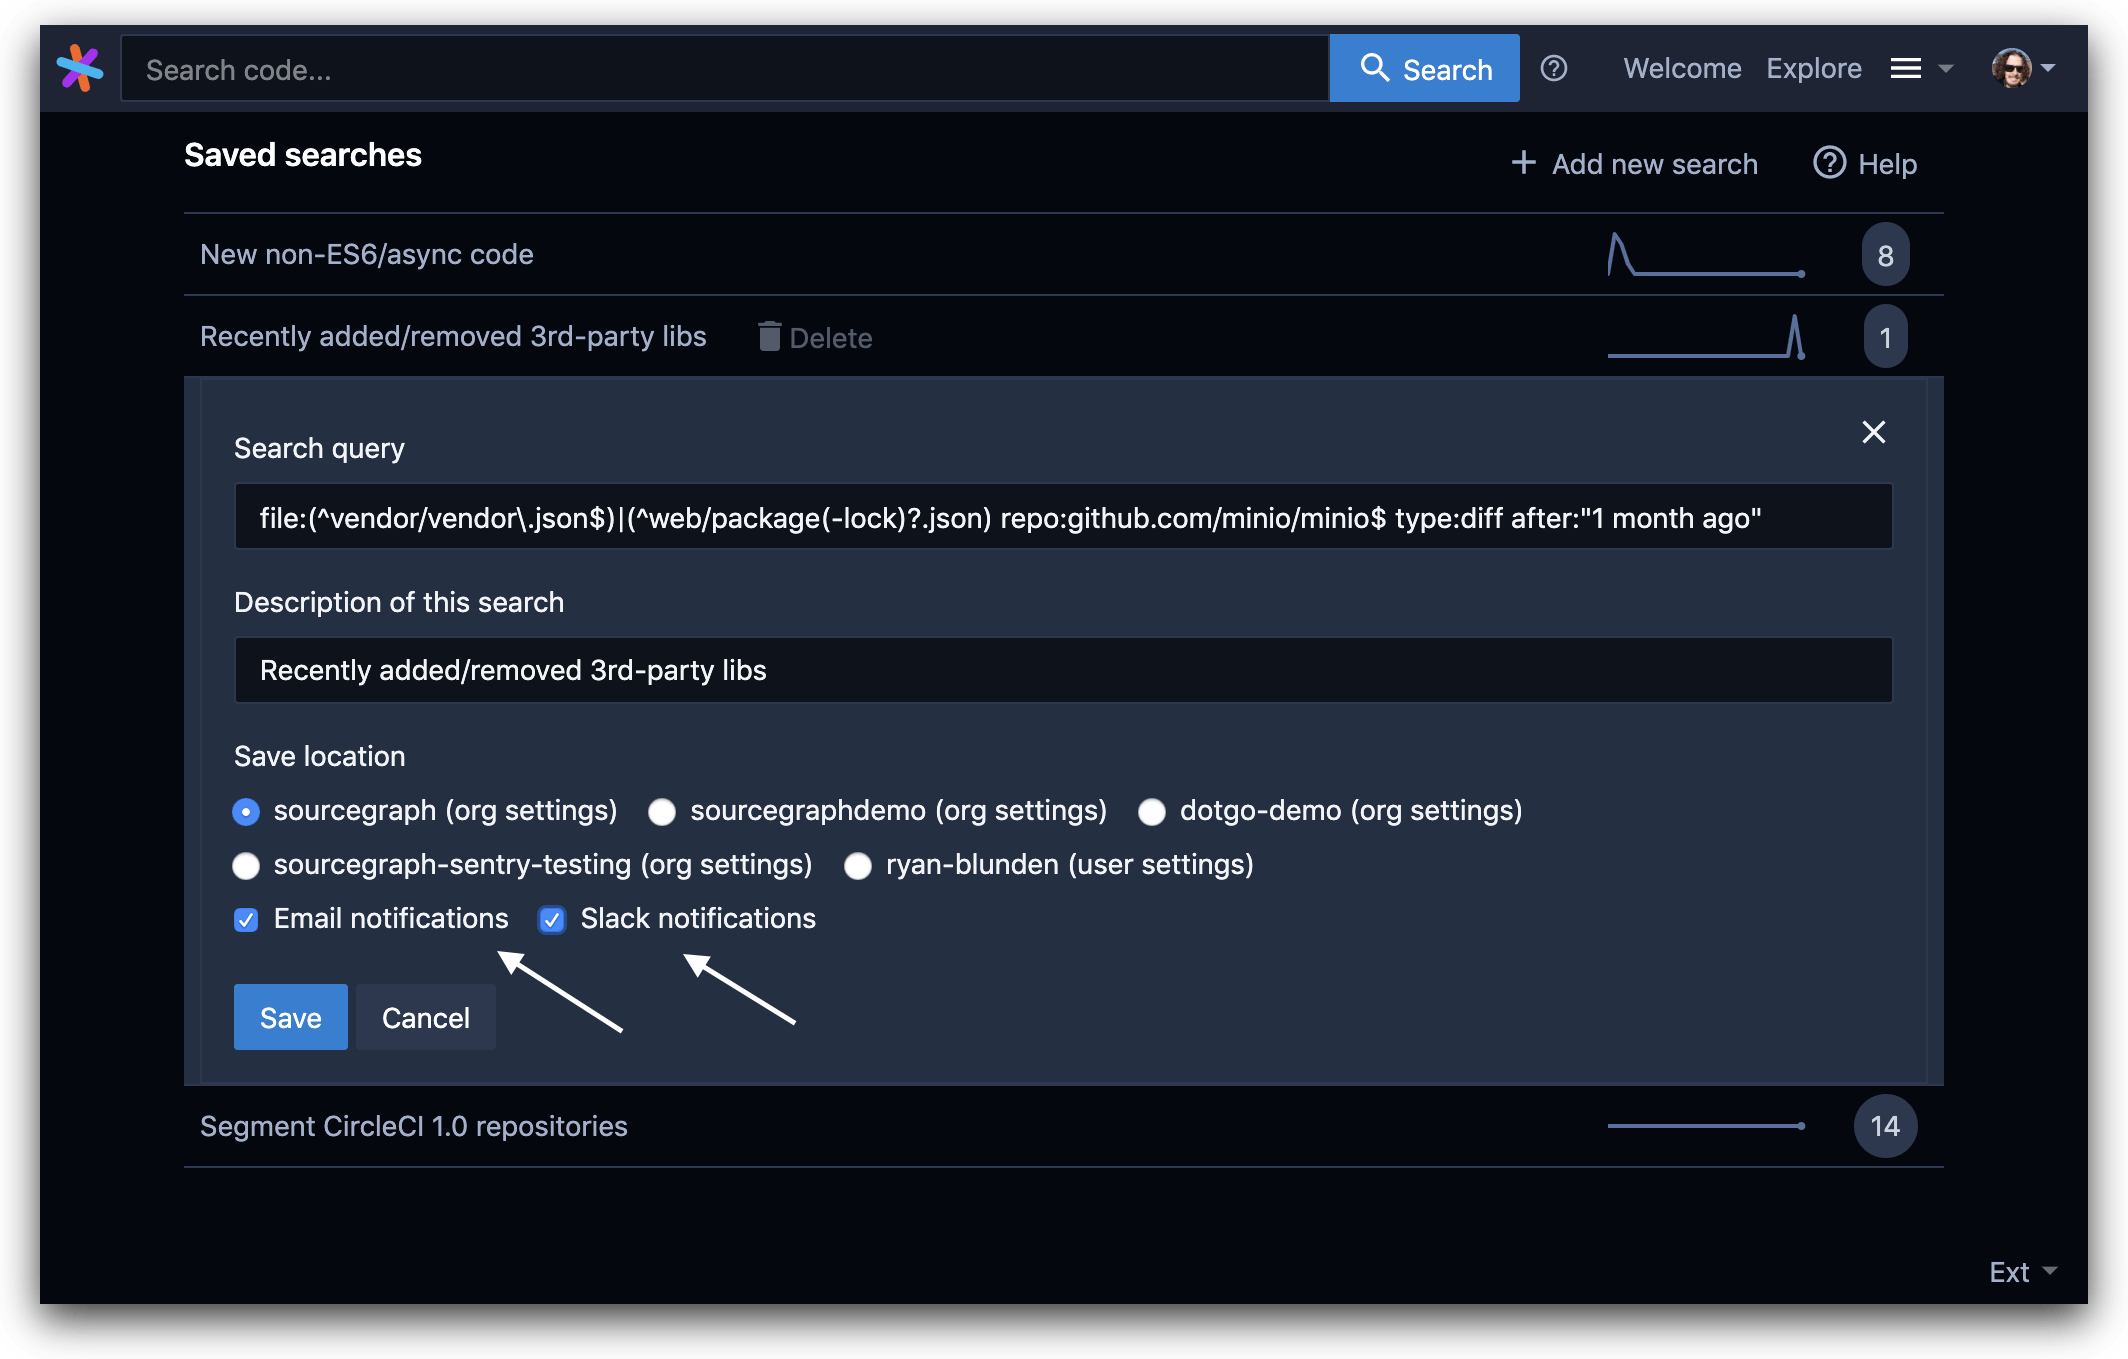 Search code...
Search
Welcome
Explore
Saved searches
Add new search
Help
New non-ES6/async code
8
Recently added/removed 3rd-party libs
Delete
1
Search query
file:(^vendor/vendor\.json$)|(^web/package(-lock)?.json) repo:github.com/minio/minio$ type:diff after:"1 month ago"
Description of this search
Recently added/removed 3rd-party libs
Save location
sourcegraph (org settings)
sourcegraphdemo (org settings)
dotgo-demo (org settings)
sourcegraph-sentry-testing (org settings)
ryan-blunden (user settings)
Email notifications
Slack notifications
Save
Cancel
Segment CircleCI 1.0 repositories
14
Ext